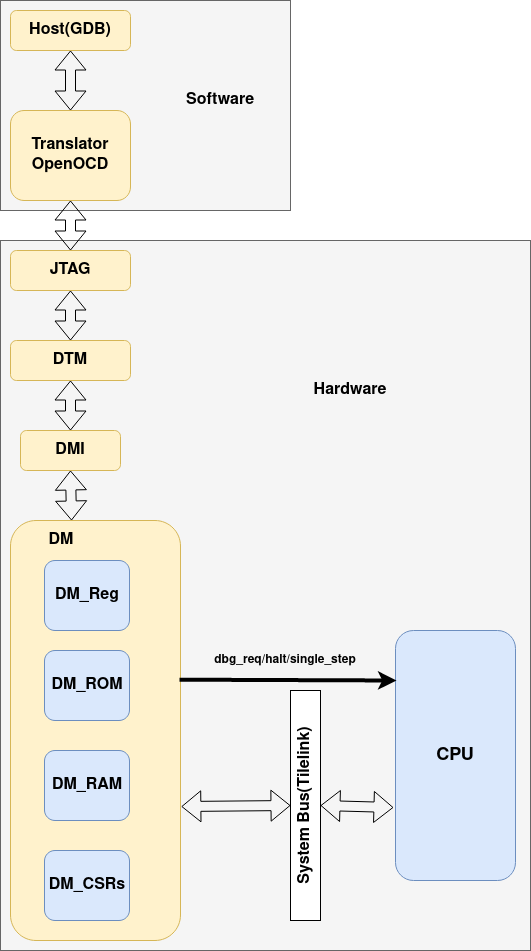 Host(GDB)
Software
Translator
OpenOCD
JTAG
DTM
Hardware
DMI
DM
DM_Reg
dbg_req/halt/single_step
DM_ROM
CPU
DM_RAM
System Bus(Tilelink)
DM_CSRs